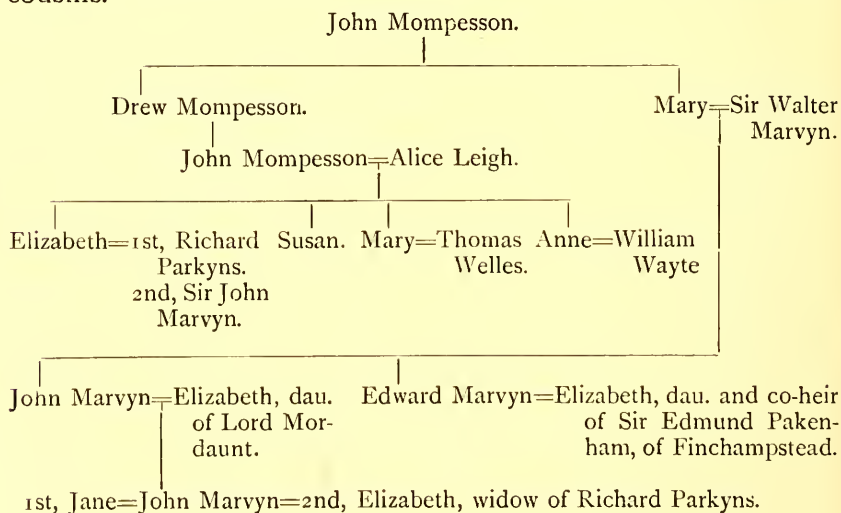 cousins.
John Mompesson.
Drew Mompesson. Mary=Sir Walter
Marvyn.
John Mompesson=Alice Leigh.
Elizabeth=1st, Richard Susan. Mary=Thomas Anne=William
Parkyns. Welles. Wayte
2nd, Sir John
Marvyn.
John Marvyn=Elizabeth, dau. Edward Marvyn=Elizabeth, dau. and co-heir
of Lord Mor- of Sir Edmund Paken-
daunt. ham, of Finchampstead.
1st, Jane=John Marvyn=2nd, Elizabeth, widow of Richard Parkyns.